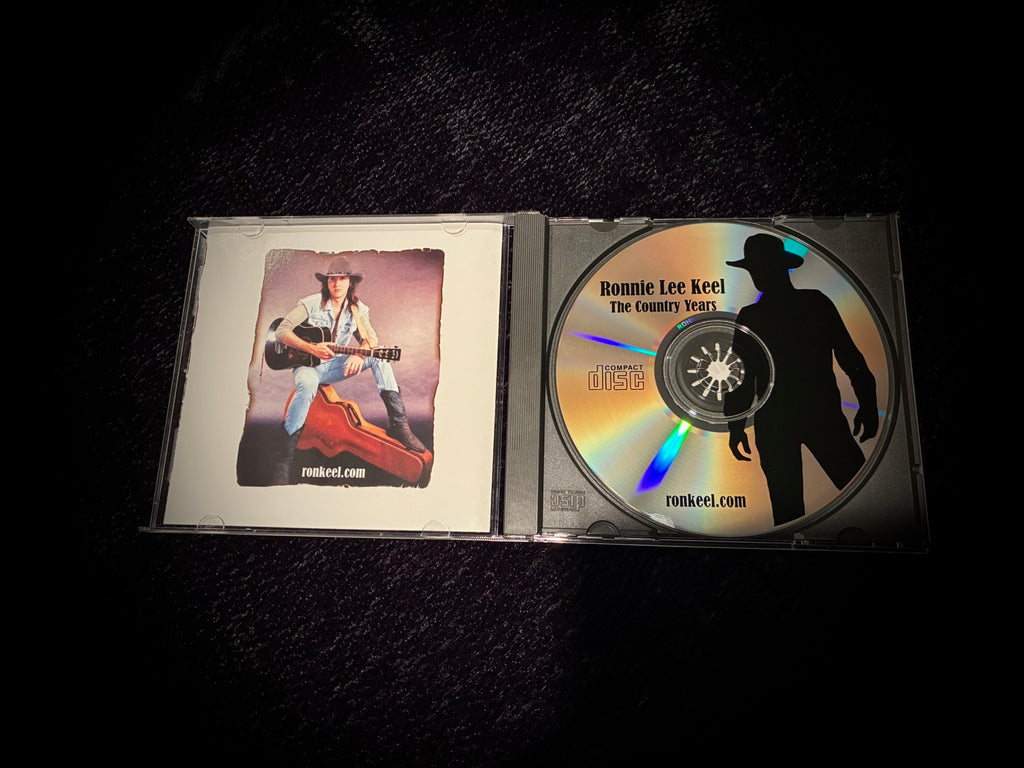 ronkeel.com
Ronnie Lee Keel
The Country Years
COMPACT
disc
ronkeel.com